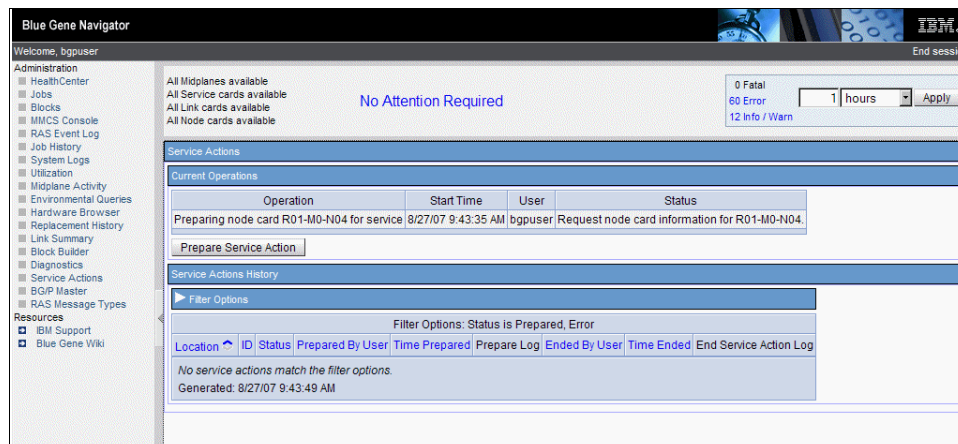 Blue Gene Navigator
IBM.
Welcome, bgpuser
End sessi
Administration
HealthCenter
Jobs
Blocks
MMCS Console
RAS Event Log
Job History
System Logs
Utilization
Midplane Activity
Environmental Queries
Hardware Browser
Replacement History
Link Summary
Block Builder
Diagnostics
Service Actions
BG/P Master
RAS Message Types
Resources
IBM Support
Blue Gene Wiki
All Midplanes available
All Service cards available
All Link cards available
All Node cards available
No Attention Required
0 Fatal
60 Error
12 Info / Warn
1 hours Apply
Service Actions
Current Operations
Operation Start Time User Status
Preparing node card R01-M0-N04 for service 8/27/07 9:43:35 AM bgpuser Request node card information for R01-M0-N04.
Prepare Service Action
Service Actions History
Filter Options
Filter Options: Status is Prepared, Error
Location ID Status Prepared By User Time Prepared Prepare Log Ended By User Time Ended End Service Action Log
No service actions match the filter options.
Generated: 8/27/07 9:43:49 AM